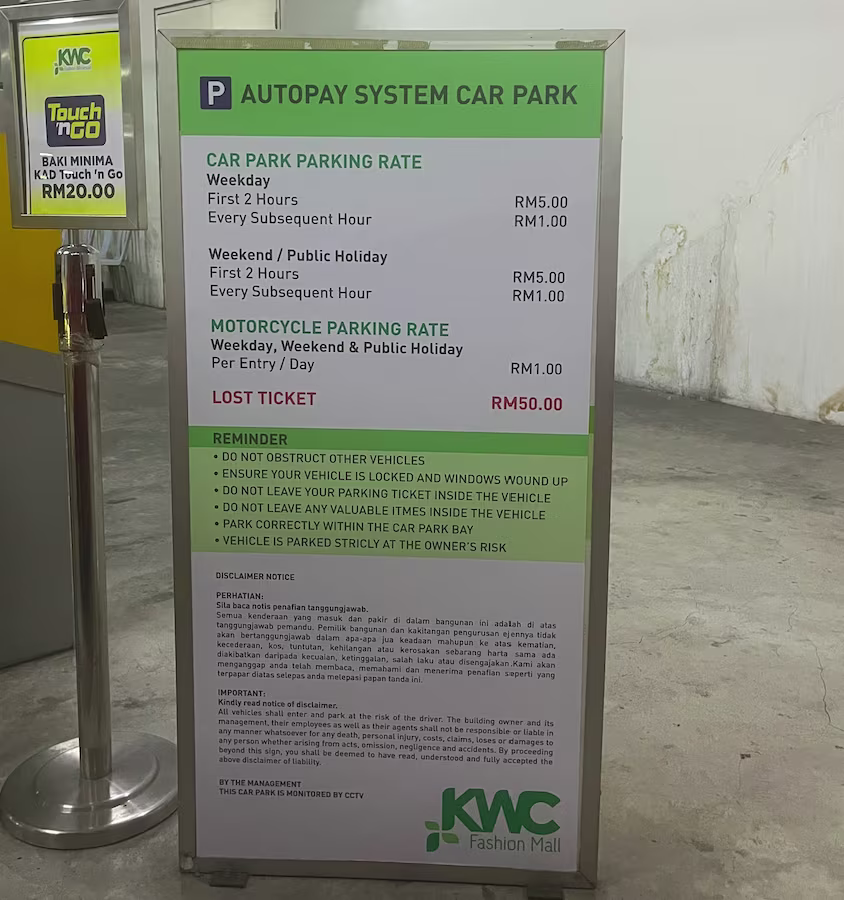 KWC
Touch
'nGO
BAKI MINIMA
KAD Touch 'n Go
RM20.00
P AUTOPAY SYSTEM CAR PARK
CAR PARK PARKING RATE
Weekday
First 2 Hours RM5.00
Every Subsequent Hour RM1.00
Weekend / Public Holiday
First 2 Hours RM5.00
Every Subsequent Hour RM1.00
MOTORCYCLE PARKING RATE
Weekday, Weekend & Public Holiday
Per Entry / Day RM1.00
LOST TICKET RM50.00
REMINDER
• DO NOT OBSTRUCT OTHER VEHICLES
• ENSURE YOUR VEHICLE IS LOCKED AND WINDOWS WOUND UP
• DO NOT LEAVE YOUR PARKING TICKET INSIDE THE VEHICLE
• DO NOT LEAVE ANY VALUABLE ITMES INSIDE THE VEHICLE
• PARK CORRECTLY WITHIN THE CAR PARK BAY
• VEHICLE IS PARKED STRICLY AT THE OWNER'S RISK
DISCLAIMER NOTICE
PERHATIAN:
Sila baca notis penafian tanggungjawab.
Semua kenderaan yang masuk dan pakir di dalam bangunan ini adalah di atas
tanggungjawab pemandu. Pemilik bangunan dan kakitangan pengurusan ejennya tidak
akan bertanggungjawab dalam apa-apa jua keadaan mahupun ke atas kematian,
kecederaan, kos, tuntutan, kehilangan atau kerosakan sebarang harta sama ada
diakibatkan daripada kecuaian, ketinggalan, salah laku atau disengajakan.Kami akan
menganggap anda telah membaca, memahami dan menerima penafian seperti yang
terpapar diatas selepas anda melepasi papan tanda ini.
IMPORTANT:
Kindly read notice of disclaimer.
All vehicles shall enter and park at the risk of the driver. The building owner and its
management, their employees as well as their agents shall not be responsible or liable in
any manner whatsoever for any death, personal injury, costs, claims, loses or damages to
any person whether arising from acts, omission, negligence and accidents. By proceeding
beyond this sign, you shall be deemed to have read, understood and fully accepted the
above disclaimer of liability.
BY THE MANAGEMENT
THIS CAR PARK IS MONITORED BY CCTV
KWC
Fashion Mall